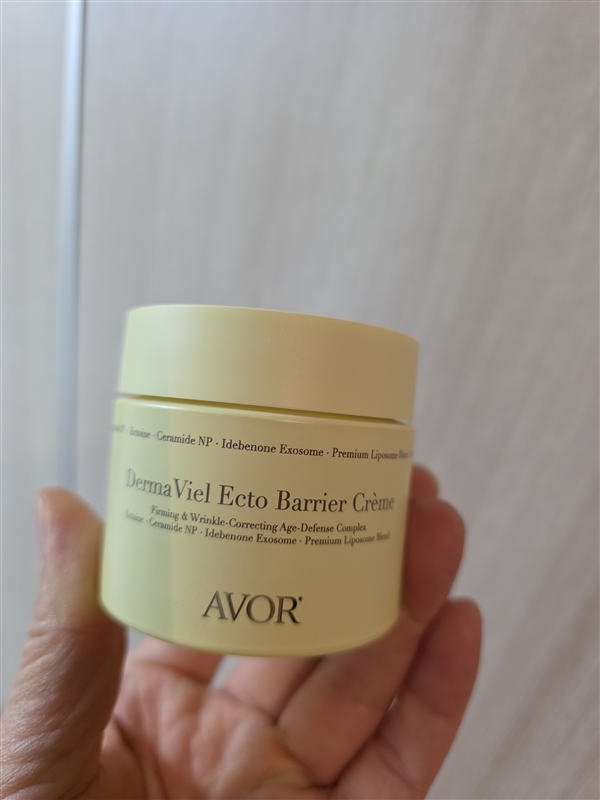 · Ectoine · Ceramide NP · Idebenone Exosome · Premium Liposome Blend
DermaViel Ecto Barrier Crème
Firming & Wrinkle-Correcting Age-Defense Complex
Ectoine · Ceramide NP · Idebenone Exosome · Premium Liposome Blend
AVOR